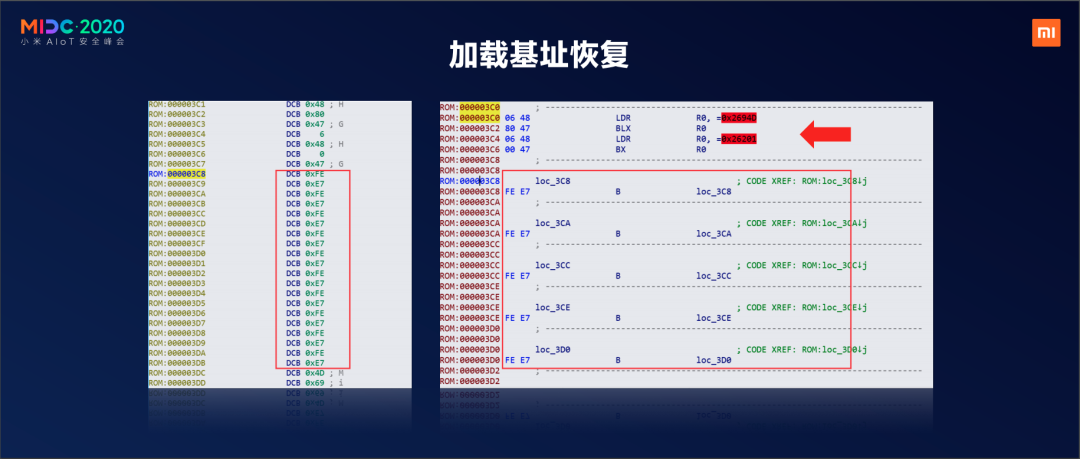 MIDC·2020
小米AIoT安全峰会
mi
加载基址恢复
ROM:000003C1 DCB 0x48 ; H
ROM:000003C2 DCB 0x80
ROM:000003C3 DCB 0x47 ; G
ROM:000003C4 DCB 6
ROM:000003C5 DCB 0x48 ; H
ROM:000003C6 DCB 0
ROM:000003C7 DCB 0x47 ; G
ROM:000003C8 DCB 0xFE
ROM:000003C9 DCB 0xE7
ROM:000003CA DCB 0xFE
ROM:000003CB DCB 0xE7
ROM:000003CC DCB 0xFE
ROM:000003CD DCB 0xE7
ROM:000003CE DCB 0xFE
ROM:000003CF DCB 0xE7
ROM:000003D0 DCB 0xFE
ROM:000003D1 DCB 0xE7
ROM:000003D2 DCB 0xFE
ROM:000003D3 DCB 0xE7
ROM:000003D4 DCB 0xFE
ROM:000003D5 DCB 0xE7
ROM:000003D6 DCB 0xFE
ROM:000003D7 DCB 0xE7
ROM:000003D8 DCB 0xFE
ROM:000003D9 DCB 0xE7
ROM:000003DA DCB 0xFE
ROM:000003DB DCB 0xE7
ROM:000003DC DCB 0x4D ; M
ROM:000003DD DCB 0x69 ; i
ROM:000003C0 ; ---------------------------------------------------------------------------
ROM:000003C0 06 48 LDR R0, =0x2694D
ROM:000003C2 80 47 BLX R0
ROM:000003C4 06 48 LDR R0, =0x26201
ROM:000003C6 00 47 BX R0
ROM:000003C8 ; ---------------------------------------------------------------------------
ROM:000003C8
ROM:000003C8 loc_3C8 ; CODE XREF: ROM:loc_3C8↓j
ROM:000003C8 FE E7 B loc_3C8
ROM:000003CA ; ---------------------------------------------------------------------------
ROM:000003CA
ROM:000003CA loc_3CA ; CODE XREF: ROM:loc_3CA↓j
ROM:000003CA FE E7 B loc_3CA
ROM:000003CC ; ---------------------------------------------------------------------------
ROM:000003CC
ROM:000003CC loc_3CC ; CODE XREF: ROM:loc_3CC↓j
ROM:000003CC FE E7 B loc_3CC
ROM:000003CE ; ---------------------------------------------------------------------------
ROM:000003CE
ROM:000003CE loc_3CE ; CODE XREF: ROM:loc_3CE↓j
ROM:000003CE FE E7 B loc_3CE
ROM:000003D0 ; ---------------------------------------------------------------------------
ROM:000003D0
ROM:000003D0 loc_3D0 ; CODE XREF: ROM:loc_3D0↓j
ROM:000003D0 FE E7 B loc_3D0
ROM:000003D2 ; ---------------------------------------------------------------------------
ROM:000003D2